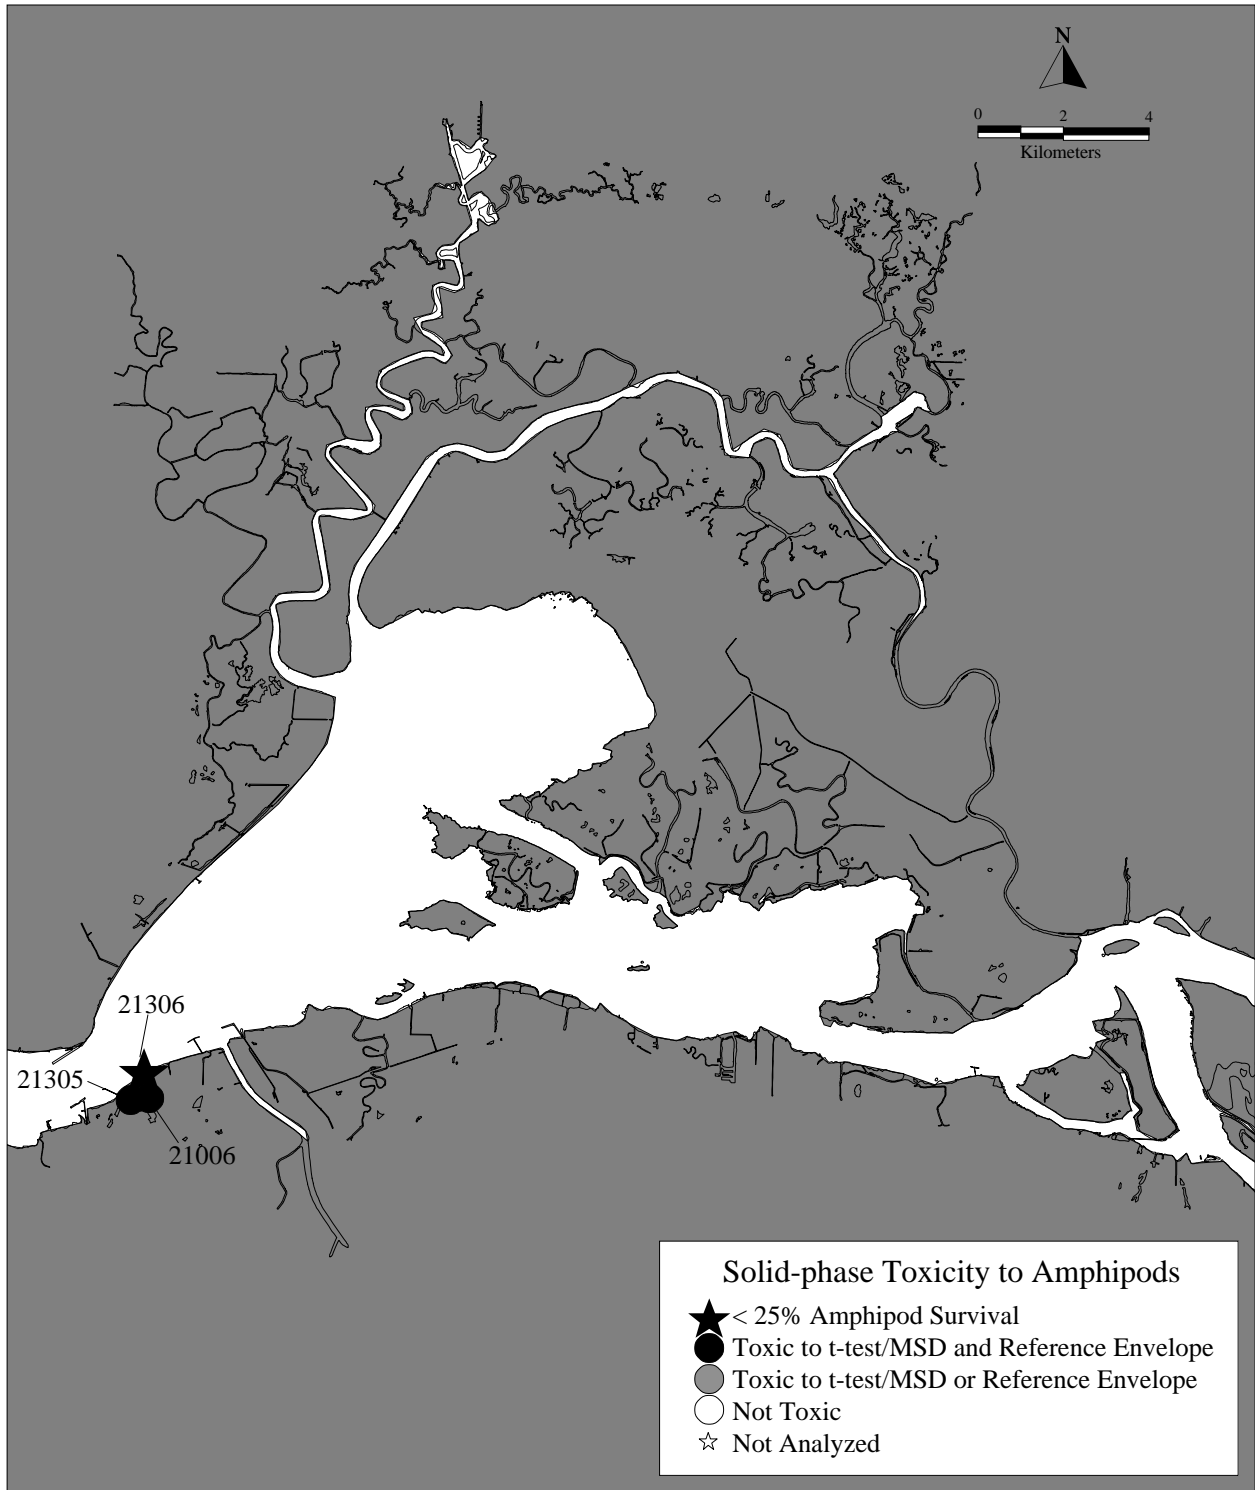 N
0 2 4
Kilometers
21306
21305
21006
Solid-phase Toxicity to Amphipods
< 25% Amphipod Survival
Toxic to t-test/MSD and Reference Envelope
Toxic to t-test/MSD or Reference Envelope
Not Toxic
Not Analyzed